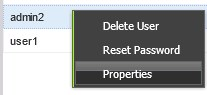 admin2
Delete User
user1
Reset Password
Properties